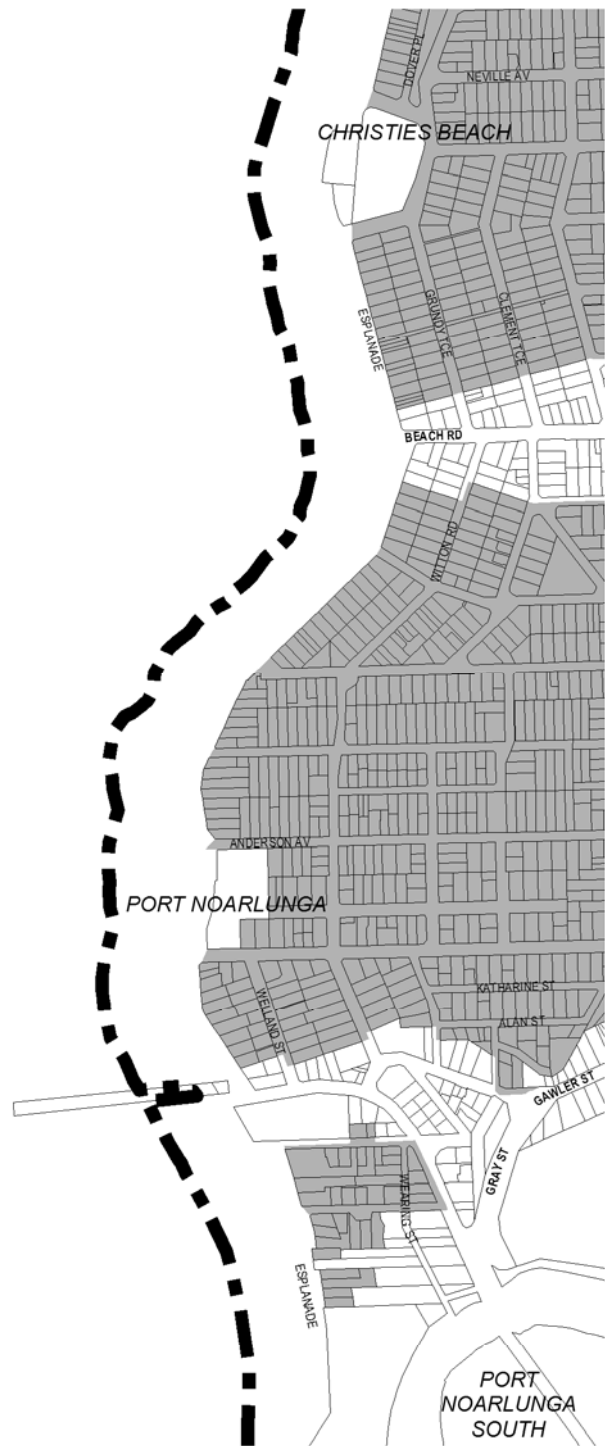 DOVER PL
NEVILLE AV
CHRISTIES BEACH
ESPLANADE
GRUNDY TCE
CLEMENT TCE
BEACH RD
WITTON RD
ANDERSON AV
PORT NOARLUNGA
WELLAND ST
KATHARINE ST
ALAN ST
GAWLER ST
GRAY ST
WEARING ST
ESPLANADE
PORT
NOARLUNGA
SOUTH